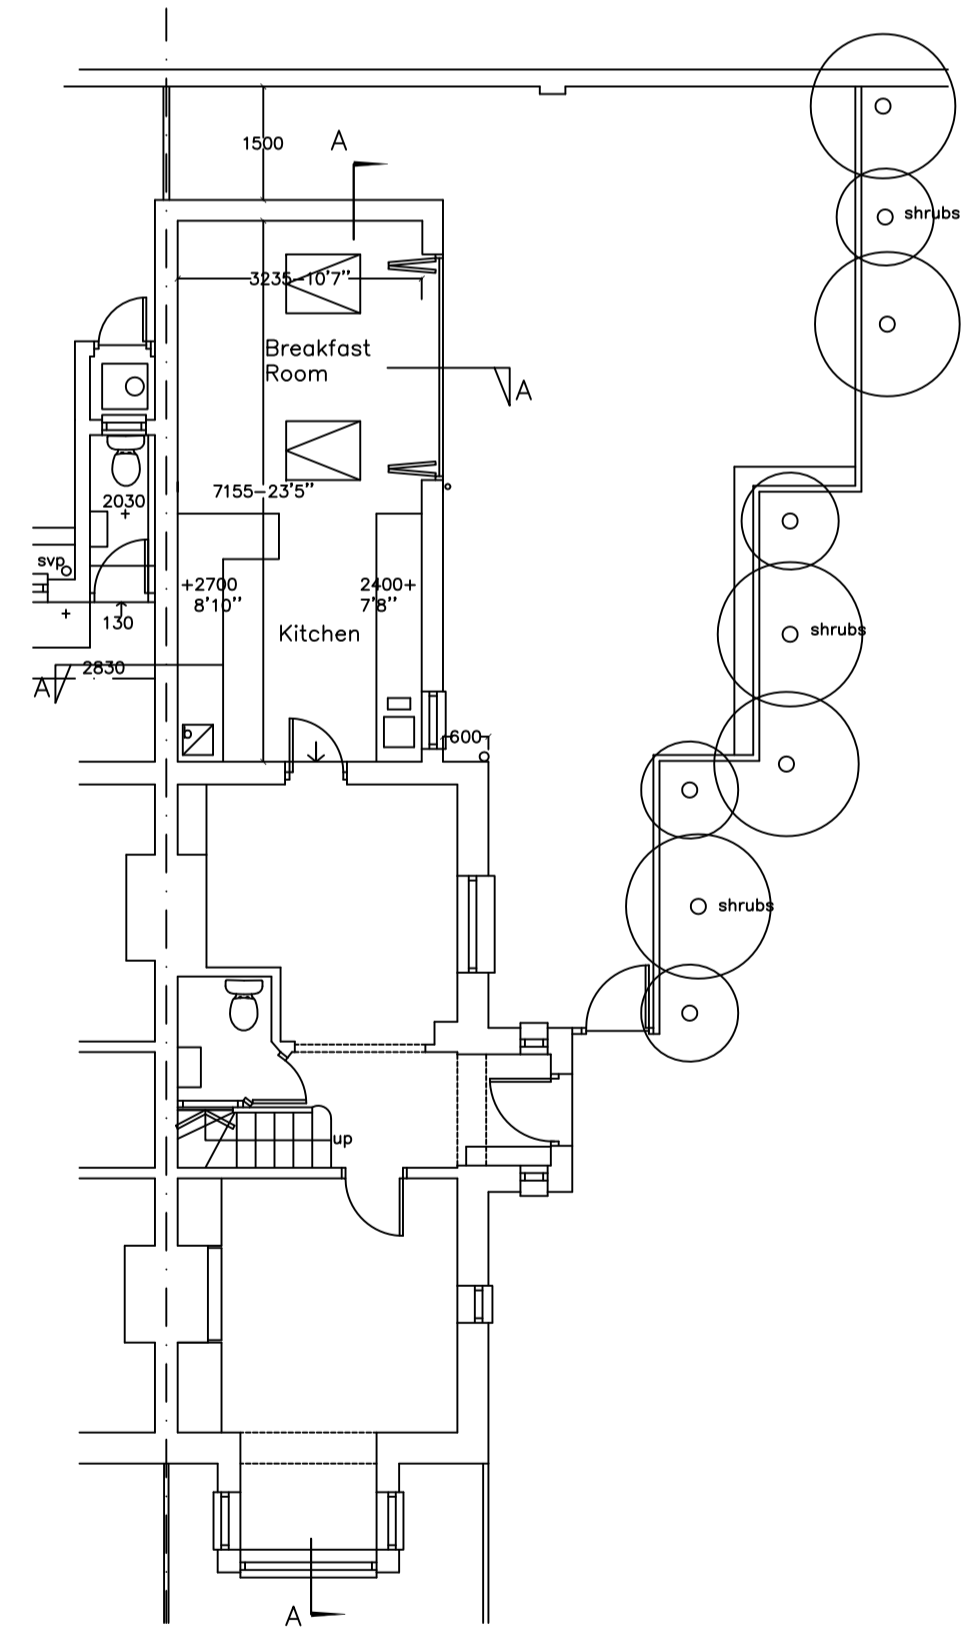 1500
A
shrubs
3235-10'7"
Breakfast
Room
A
7155-23'5"
2030
svp
+2700
8'10"
2400+
7'8"
130
Kitchen
shrubs
2830
A
b
600
shrubs
up
A